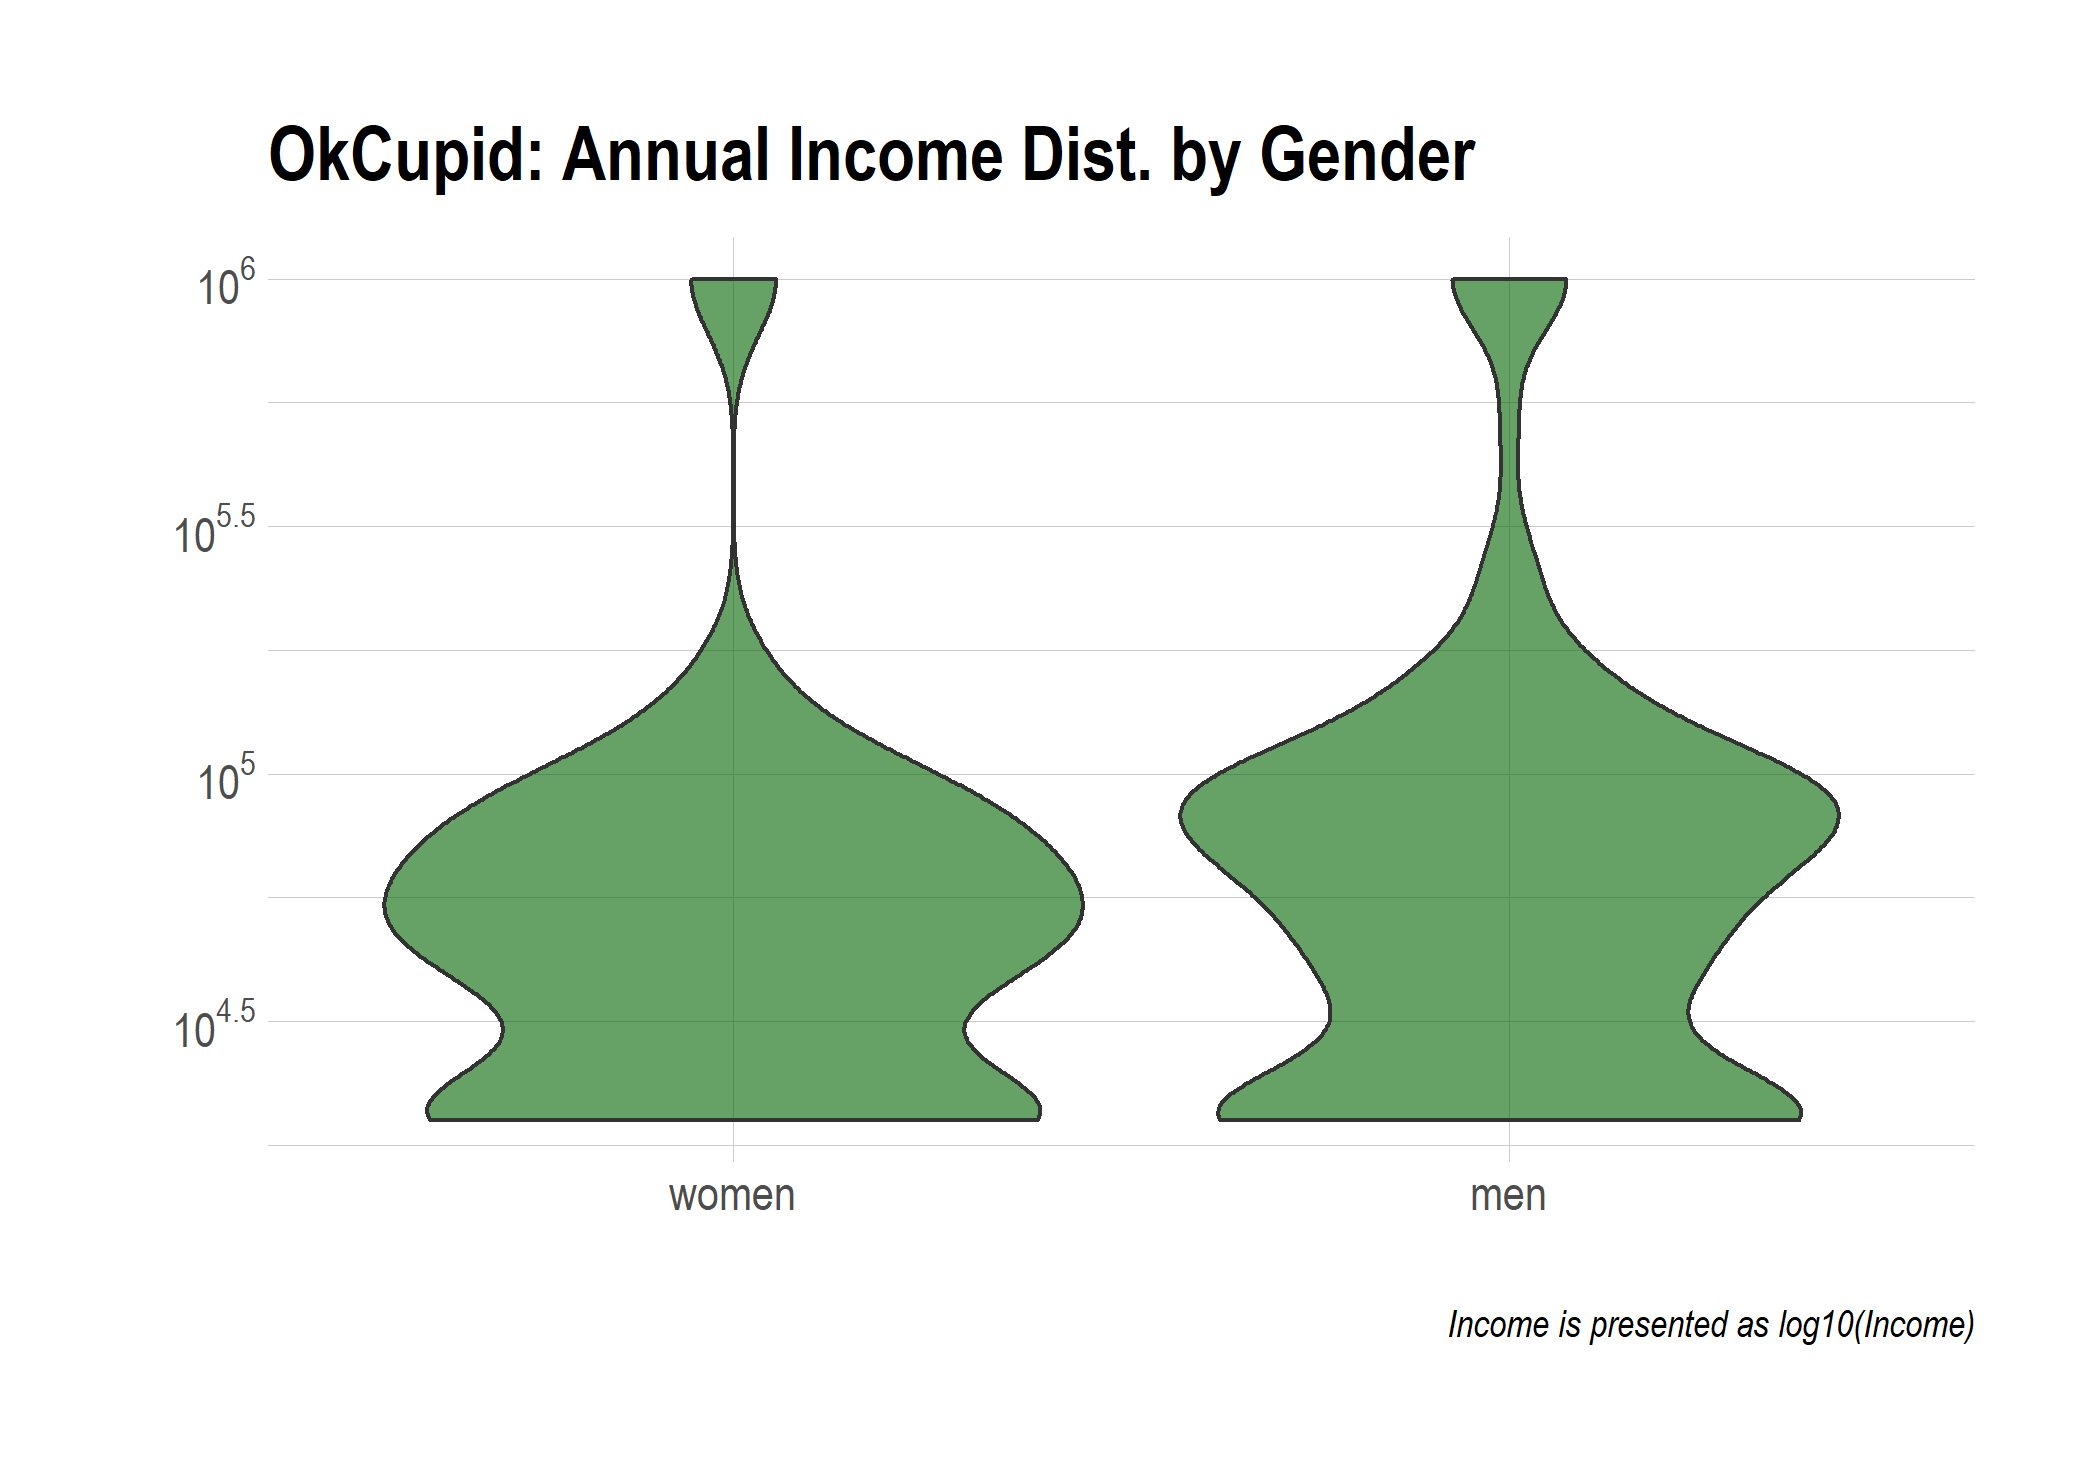 OkCupid: Annual Income Dist. by Gender
10^6
10^5.5
10^5
10^4.5
women men
Income is presented as log10(Income)